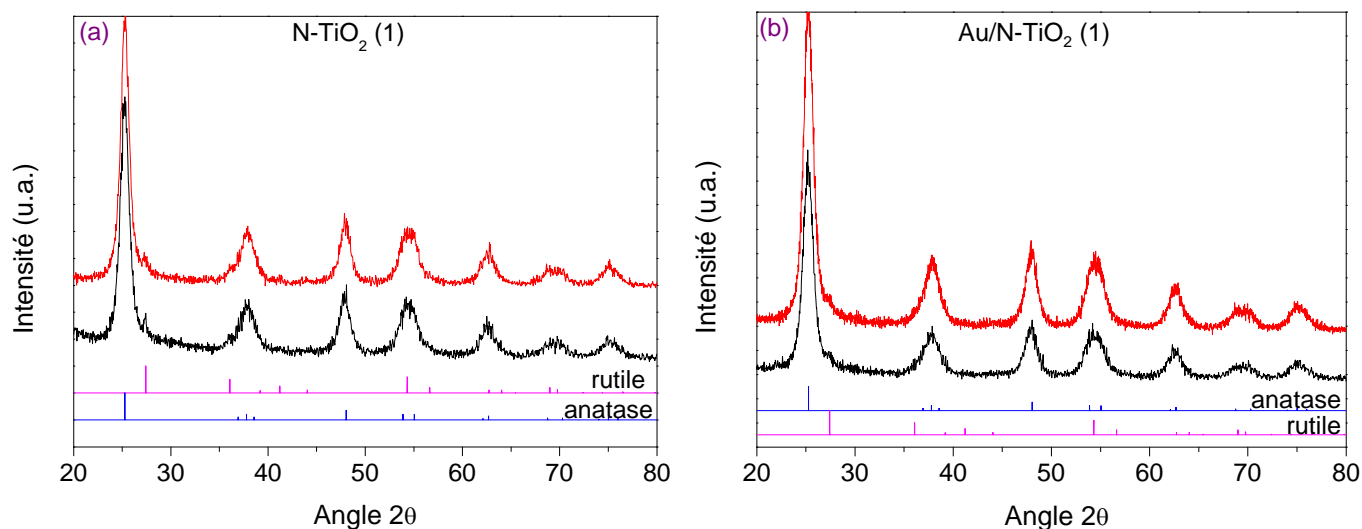 (a)
N-TiO₂ (1)
Intensité (u.a.)
rutile
anatase
20 30 40 50 60 70 80
Angle 2θ
(b)
Au/N-TiO₂ (1)
Intensité (u.a.)
anatase
rutile
20 30 40 50 60 70 80
Angle 2θ